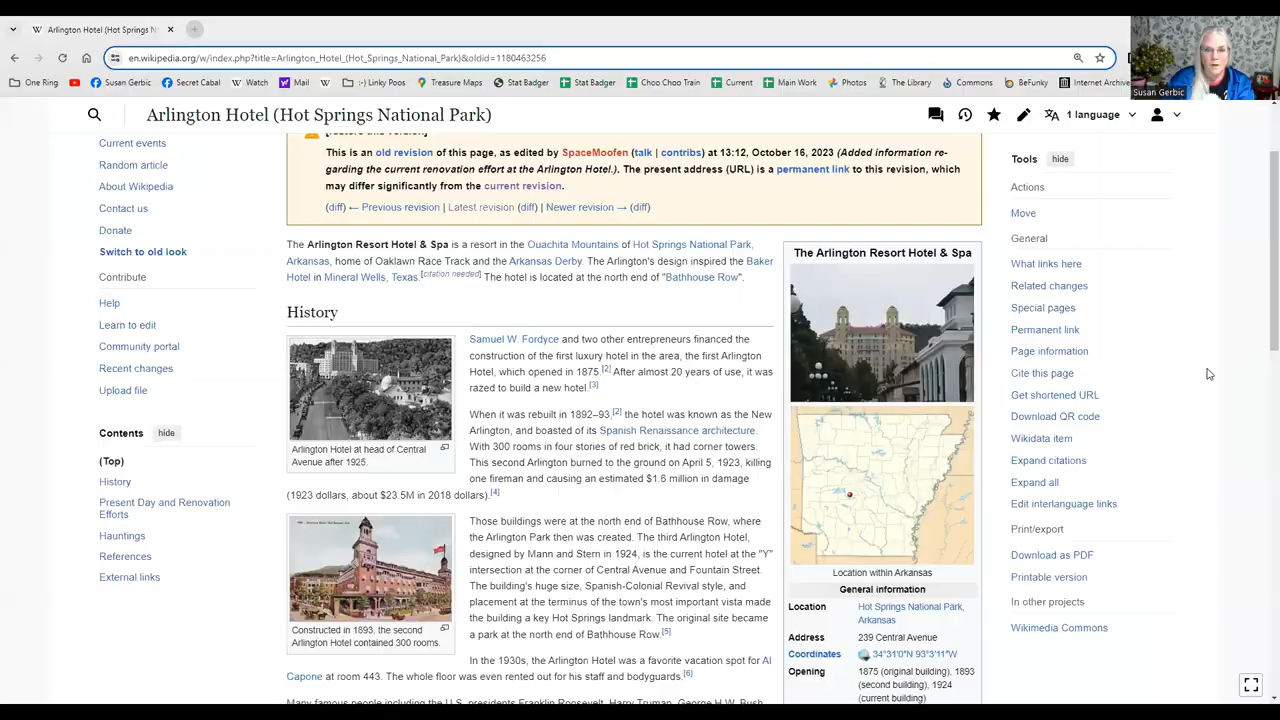 Arlington Hotel (Hot Springs N
en.wikipedia.org/w/index.php?title=Arlington_Hotel_(Hot_Springs_National_Park)&oldid=1180463256
One Ring
Susan Gerbic
Secret Cabal
Watch
Mail
:-) Linky Poos
Treasure Maps
Stat Badger
Stat Badger
Choo Choo Train
Current
Main Work
Photos
The Library
Commons
BeFunky
Internet Archive
Susan Gerbic
Arlington Hotel (Hot Springs National Park)
1 language
Current events
Random article
About Wikipedia
Contact us
Donate
Switch to old look
Contribute
Help
Learn to edit
Community portal
Recent changes
Upload file
Contents hide
(Top)
History
Present Day and Renovation
Efforts
Hauntings
References
External links
[restore this version]
This is an old revision of this page, as edited by SpaceMoofen (talk | contribs) at 13:12, October 16, 2023 (Added information re-
garding the current renovation effort at the Arlington Hotel.). The present address (URL) is a permanent link to this revision, which
may differ significantly from the current revision.
(diff) ← Previous revision | Latest revision (diff) | Newer revision → (diff)
The Arlington Resort Hotel & Spa is a resort in the Ouachita Mountains of Hot Springs National Park,
Arkansas, home of Oaklawn Race Track and the Arkansas Derby. The Arlington's design inspired the Baker
Hotel in Mineral Wells, Texas.[citation needed] The hotel is located at the north end of "Bathhouse Row".
History
Arlington Hotel at head of Central
Avenue after 1925.
Samuel W. Fordyce and two other entrepreneurs financed the
construction of the first luxury hotel in the area, the first Arlington
Hotel, which opened in 1875.[2] After almost 20 years of use, it was
razed to build a new hotel.[3]
When it was rebuilt in 1892–93,[2] the hotel was known as the New
Arlington, and boasted of its Spanish Renaissance architecture.
With 300 rooms in four stories of red brick, it had corner towers.
This second Arlington burned to the ground on April 5, 1923, killing
one fireman and causing an estimated $1.6 million in damage
(1923 dollars, about $23.5M in 2018 dollars).[4]
Constructed in 1893, the second
Arlington Hotel contained 300 rooms.
Those buildings were at the north end of Bathhouse Row, where
the Arlington Park then was created. The third Arlington Hotel,
designed by Mann and Stern in 1924, is the current hotel at the "Y"
intersection at the corner of Central Avenue and Fountain Street.
The building's huge size, Spanish-Colonial Revival style, and
placement at the terminus of the town's most important vista made
the building a key Hot Springs landmark. The original site became
a park at the north end of Bathhouse Row.[5]
In the 1930s, the Arlington Hotel was a favorite vacation spot for Al
Capone at room 443. The whole floor was even rented out for his staff and bodyguards.[6]
Many famous people including the U.S. presidents Franklin Roosevelt, Harry Truman, George H.W. Bush
The Arlington Resort Hotel & Spa
Location within Arkansas
General information
Location Hot Springs National Park,
Arkansas
Address 239 Central Avenue
Coordinates 34°31′0″N 93°3′11″W
Opening 1875 (original building), 1893
(second building), 1924
(current building)
Tools hide
Actions
Move
General
What links here
Related changes
Special pages
Permanent link
Page information
Cite this page
Get shortened URL
Download QR code
Wikidata item
Expand citations
Expand all
Edit interlanguage links
Print/export
Download as PDF
Printable version
In other projects
Wikimedia Commons